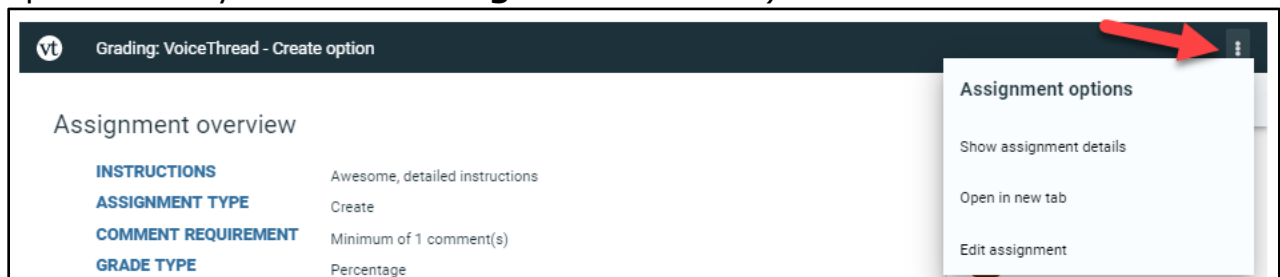 vt Grading: VoiceThread - Create option
Assignment options
Show assignment details
Open in new tab
Edit assignment
Assignment overview
INSTRUCTIONS Awesome, detailed instructions
ASSIGNMENT TYPE Create
COMMENT REQUIREMENT Minimum of 1 comment(s)
GRADE TYPE Percentage